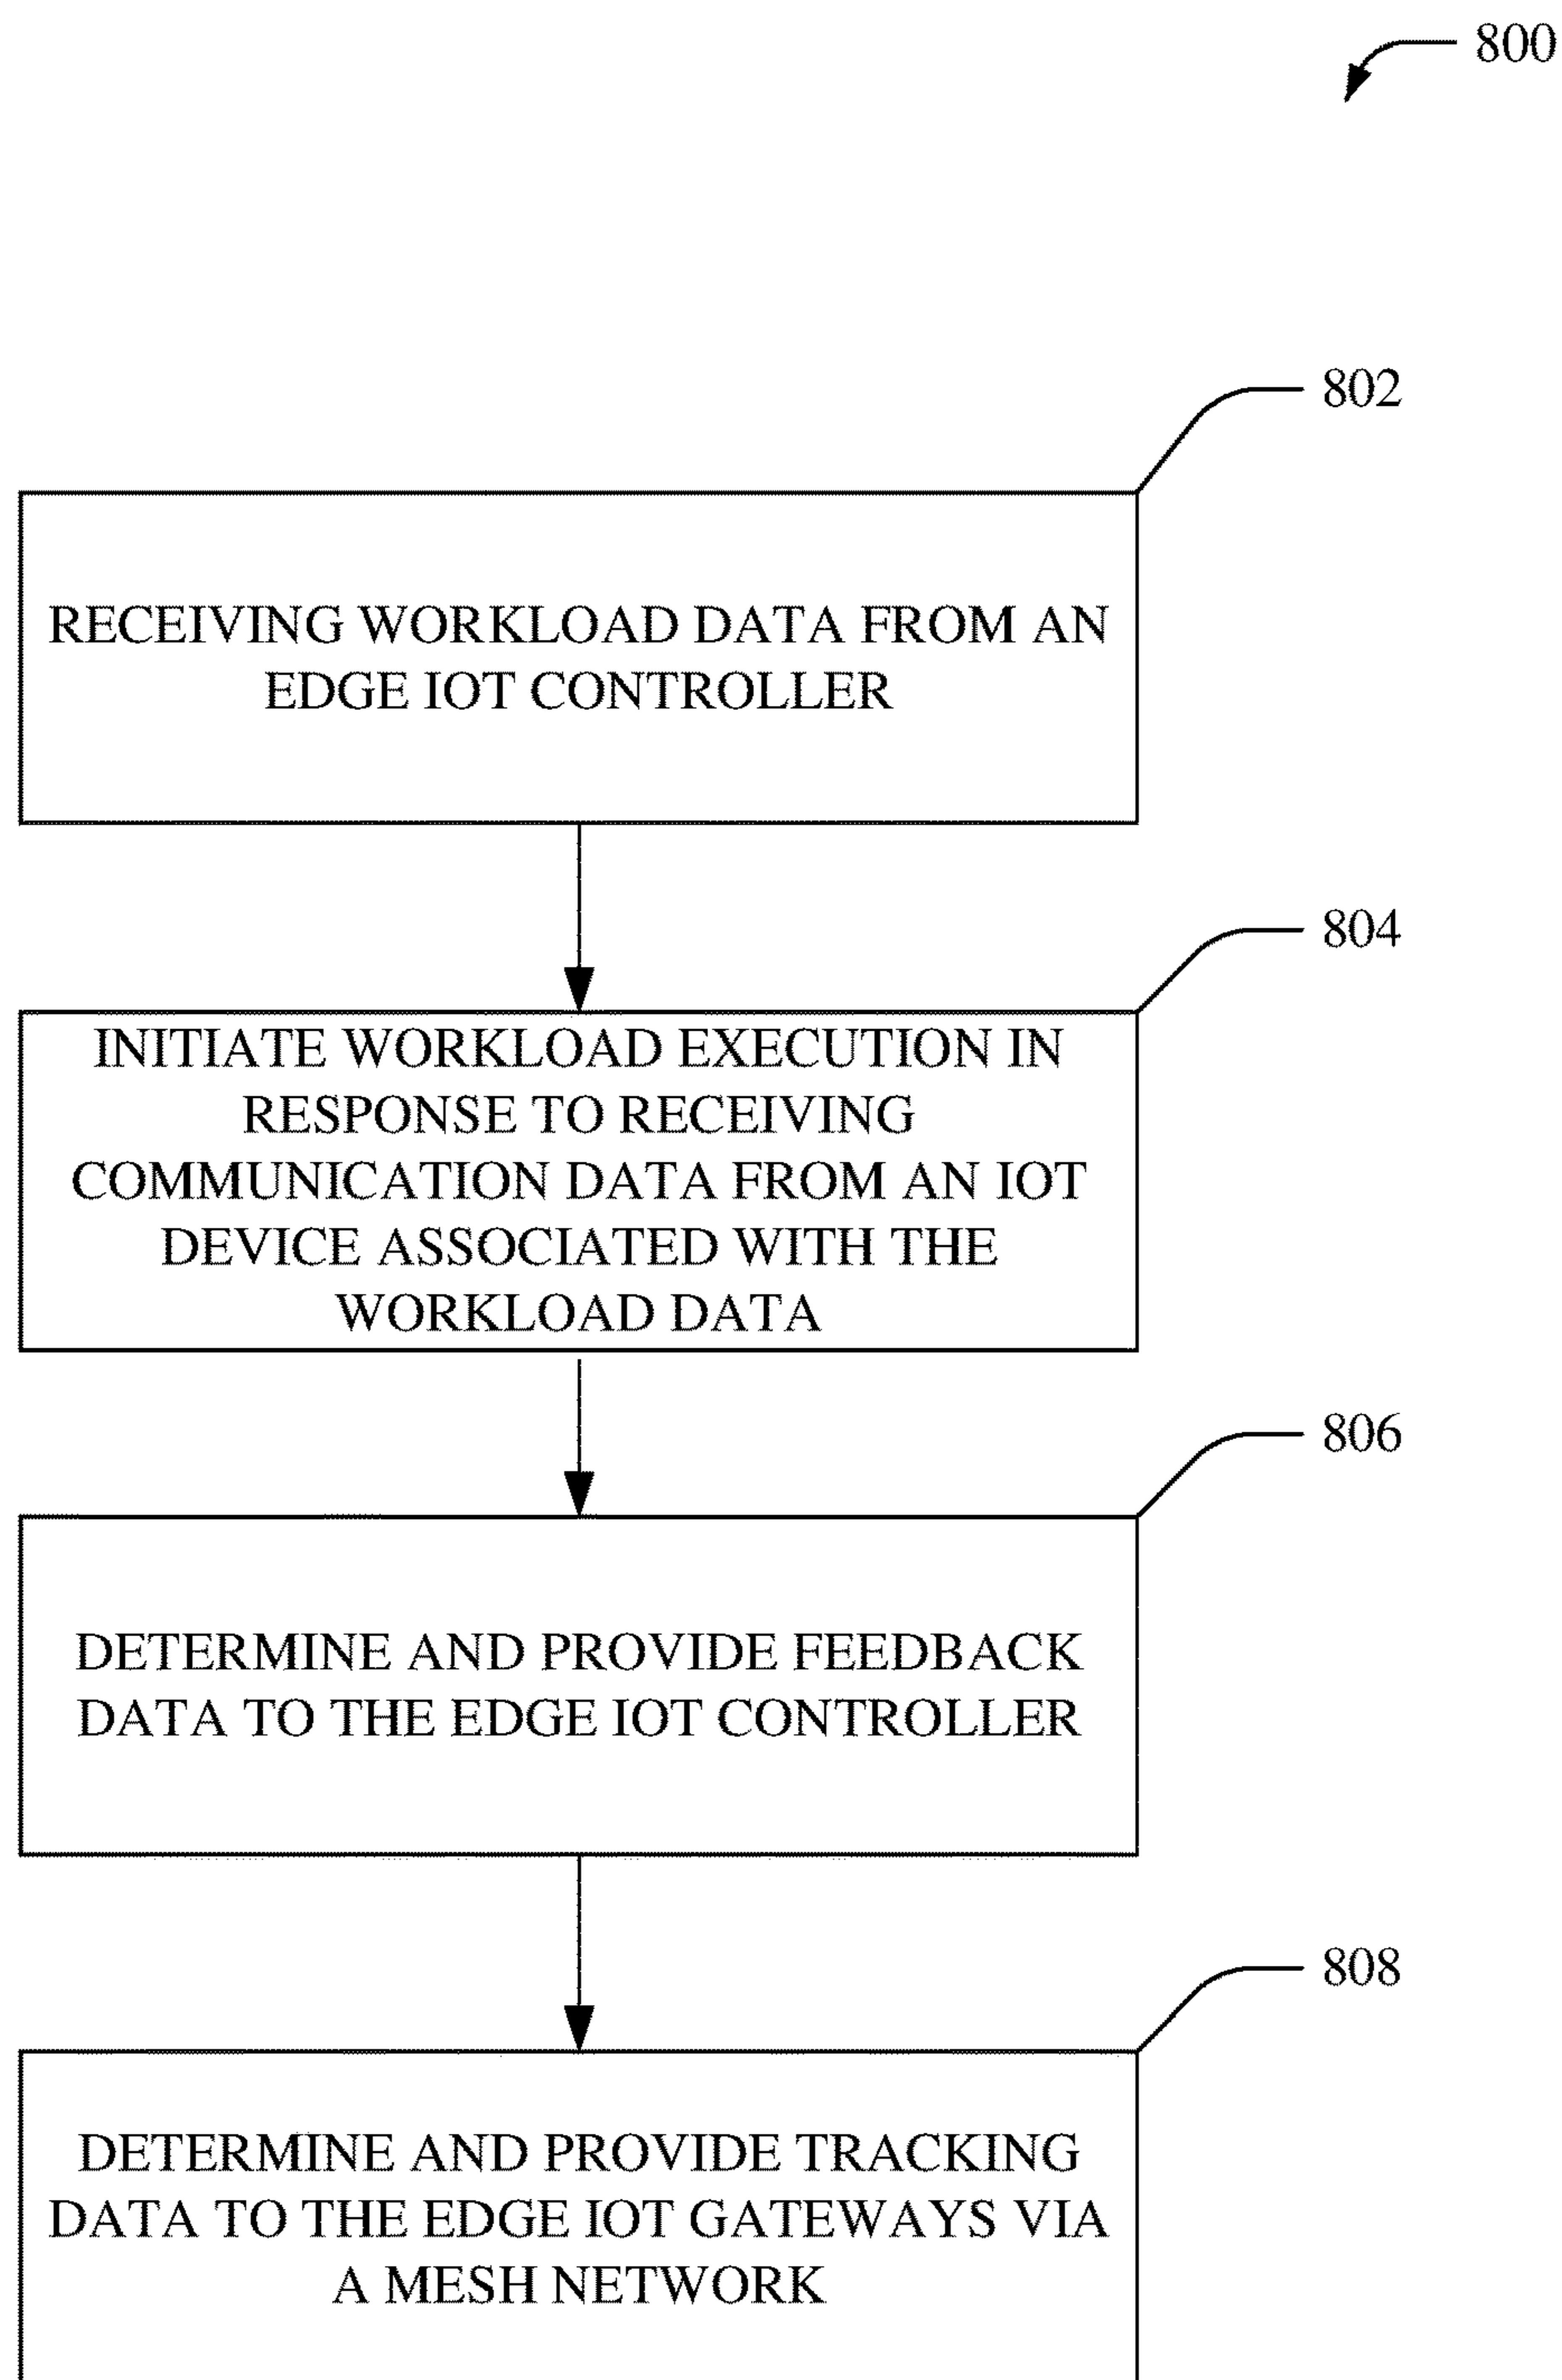 800
802
RECEIVING WORKLOAD DATA FROM AN
EDGE IOT CONTROLLER
804
INITIATE WORKLOAD EXECUTION IN
RESPONSE TO RECEIVING
COMMUNICATION DATA FROM AN IOT
DEVICE ASSOCIATED WITH THE
WORKLOAD DATA
806
DETERMINE AND PROVIDE FEEDBACK
DATA TO THE EDGE IOT CONTROLLER
808
DETERMINE AND PROVIDE TRACKING
DATA TO THE EDGE IOT GATEWAYS VIA
A MESH NETWORK